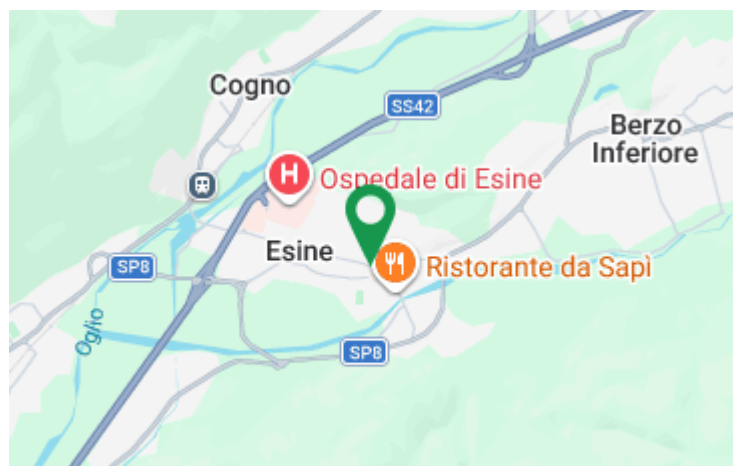 Cogno
SS42
Berzo
Inferiore
H
Ospedale di Esine
Esine
SP8
Ristorante da Sapì
Oglio
SP8